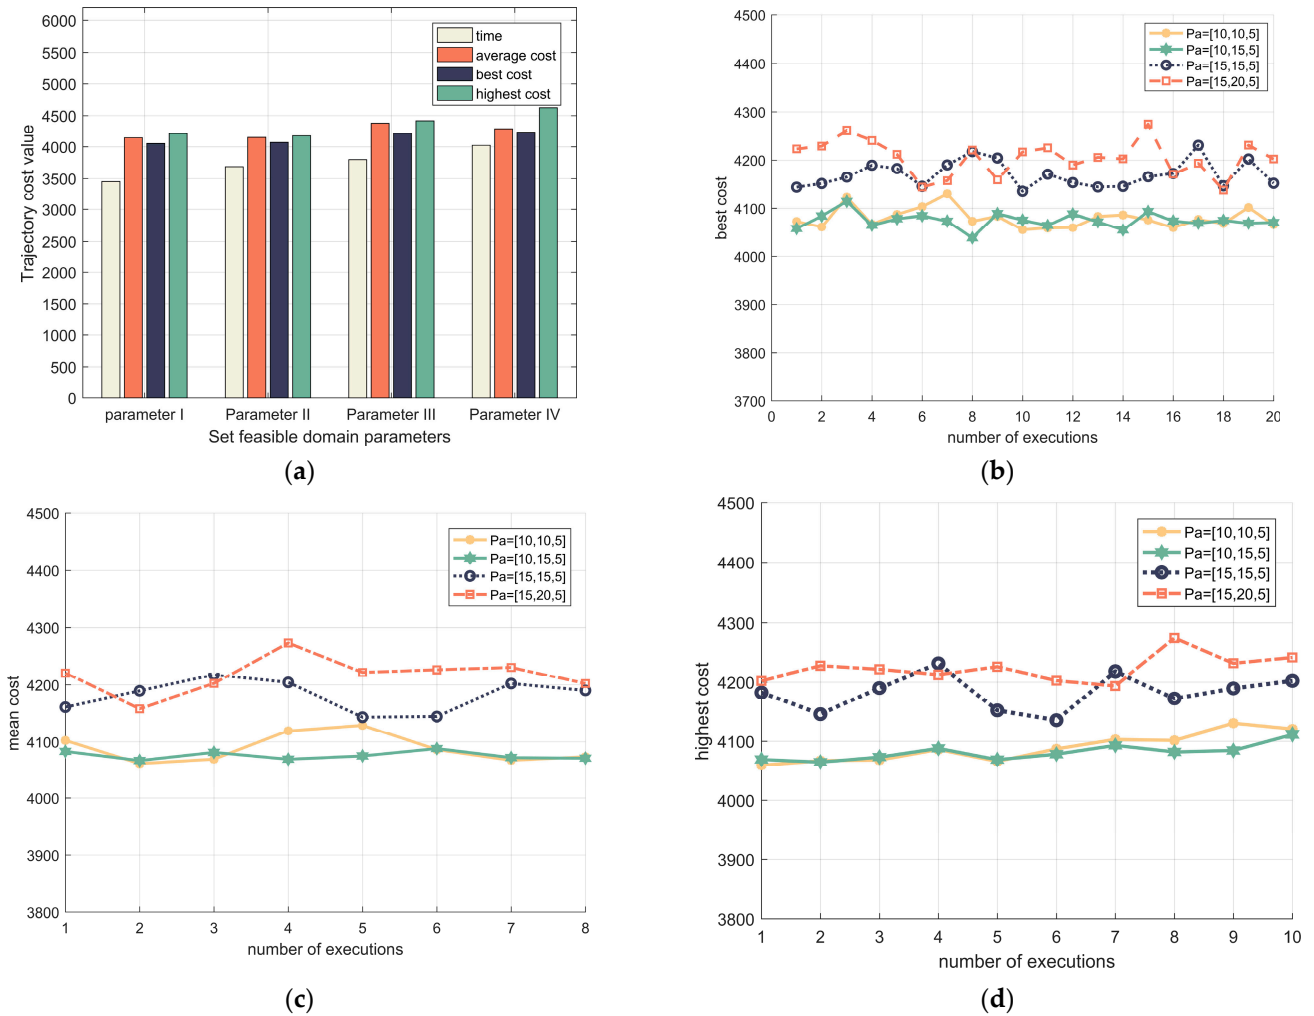 6000
5500
5000
4500
4000
3500
3000
2500
2000
1500
1000
500
0
Trajectory cost value
time
average cost
best cost
highest cost
parameter I Parameter II Parameter III Parameter IV
Set feasible domain parameters
(a)
4500
4400
4300
4200
4100
4000
3900
3800
3700
best cost
Pa=[10,10,5]
Pa=[10,15,5]
Pa=[15,15,5]
Pa=[15,20,5]
0 2 4 6 8 10 12 14 16 18 20
number of executions
(b)
4500
4400
4300
4200
4100
4000
3900
3800
mean cost
Pa=[10,10,5]
Pa=[10,15,5]
Pa=[15,15,5]
Pa=[15,20,5]
1 2 3 4 5 6 7 8
number of executions
(c)
4500
4400
4300
4200
4100
4000
3900
3800
highest cost
Pa=[10,10,5]
Pa=[10,15,5]
Pa=[15,15,5]
Pa=[15,20,5]
1 2 3 4 5 6 7 8 9 10
number of executions
(d)